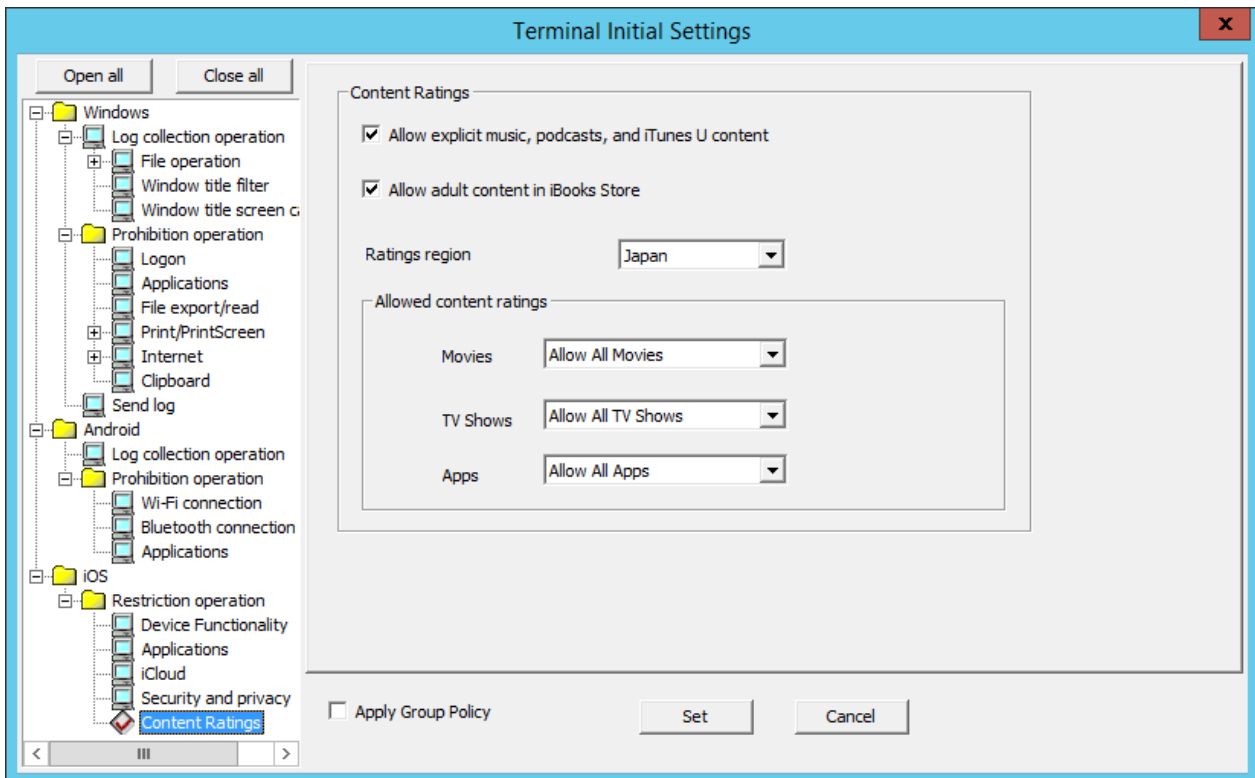 Terminal Initial Settings
x
Open all
Close all
Windows
Log collection operation
File operation
Window title filter
Window title screen ca
Prohibition operation
Logon
Applications
File export/read
Print/PrintScreen
Internet
Clipboard
Send log
Android
Log collection operation
Prohibition operation
Wi-Fi connection
Bluetooth connection
Applications
iOS
Restriction operation
Device Functionality
Applications
iCloud
Security and privacy
Content Ratings
Content Ratings
Allow explicit music, podcasts, and iTunes U content
Allow adult content in iBooks Store
Ratings region Japan
Allowed content ratings
Movies Allow All Movies
TV Shows Allow All TV Shows
Apps Allow All Apps
Apply Group Policy
Set
Cancel